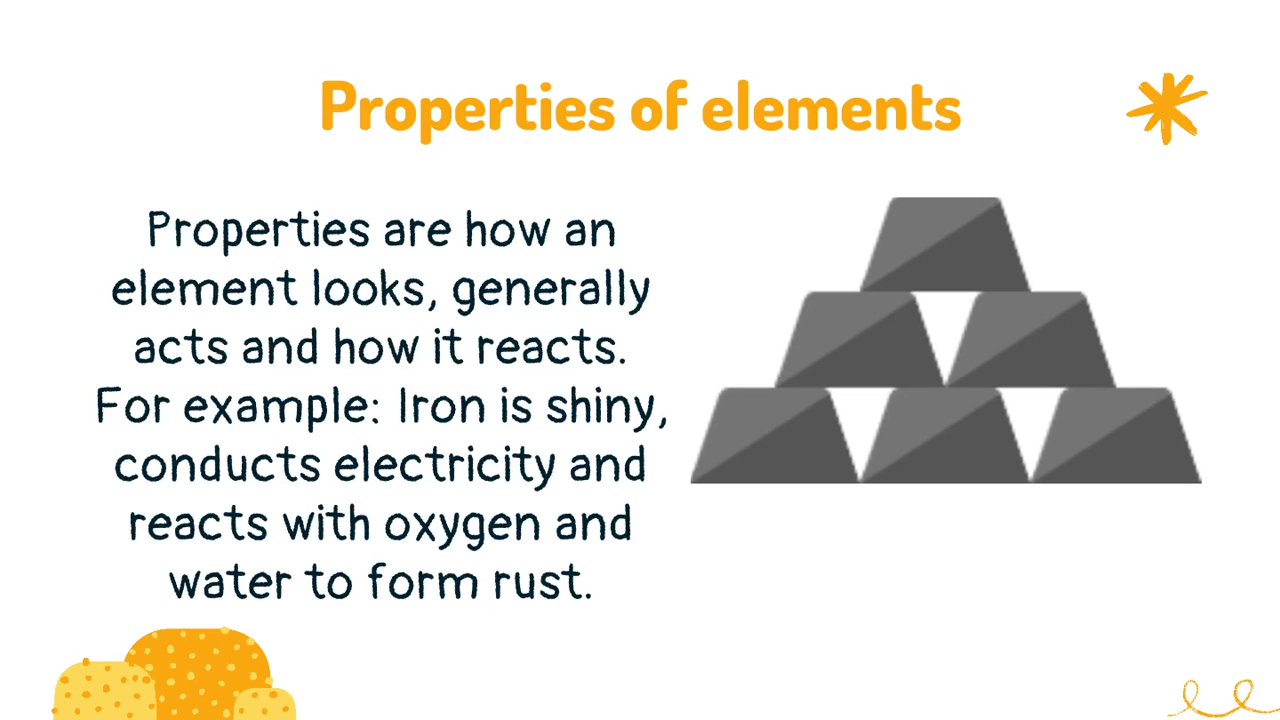 Properties of elements
Properties are how an
element looks, generally
acts and how it reacts.
For example: Iron is shiny,
conducts electricity and
reacts with oxygen and
water to form rust.